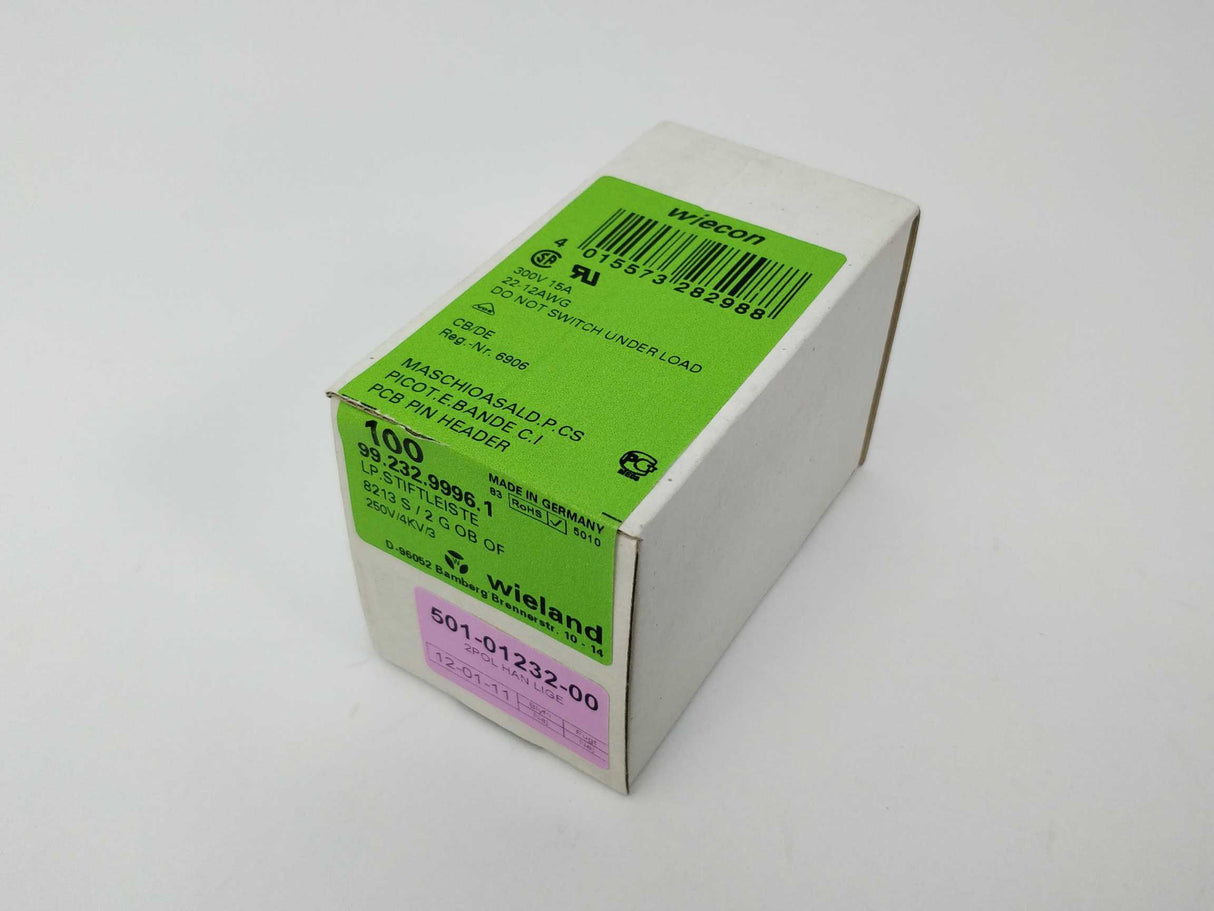 wiecon
4 015573 282988
SP
300V 15A
22-12AWG
DO NOT SWITCH UNDER LOAD
CB/DE
Reg.-Nr. 6906
MASCHIOASALD.P.CS
PICOT.E.BANDE C.I
PCB PIN HEADER
100
99.232.9996.1
LP.STIFTLEISTE
8213 S / 2 G OB OF
250V/4KV/3
MADE IN GERMANY
83 RoHS 5010
wieland
D-96052 Bamberg Brennerstr. 10 - 14
501-01232-00
2POL HAN LIGE
12-01-11